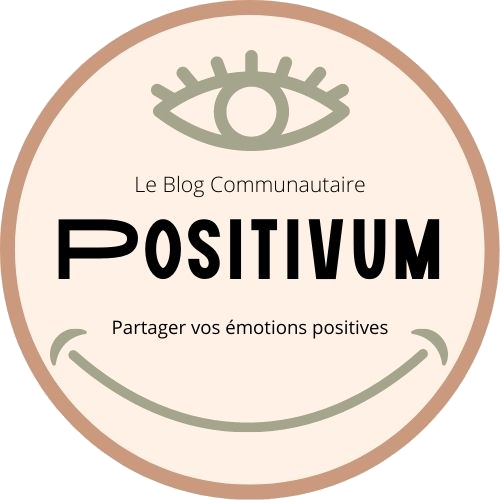 Le Blog Communautaire
POSITIVUM
Partager vos émotions positives